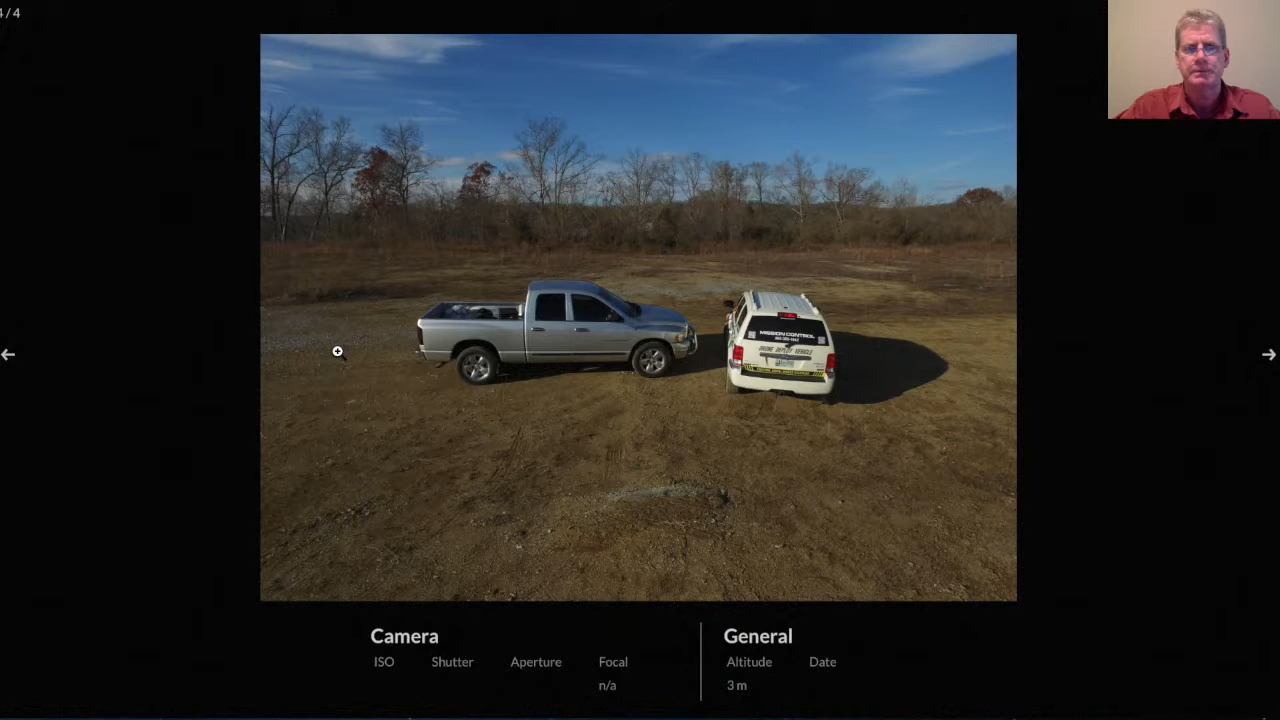 4/4
MISSION CONTROL
DRONE DEPLOY VEHICLE
Camera
General
ISO Shutter Aperture Focal
Altitude Date
n/a
3 m